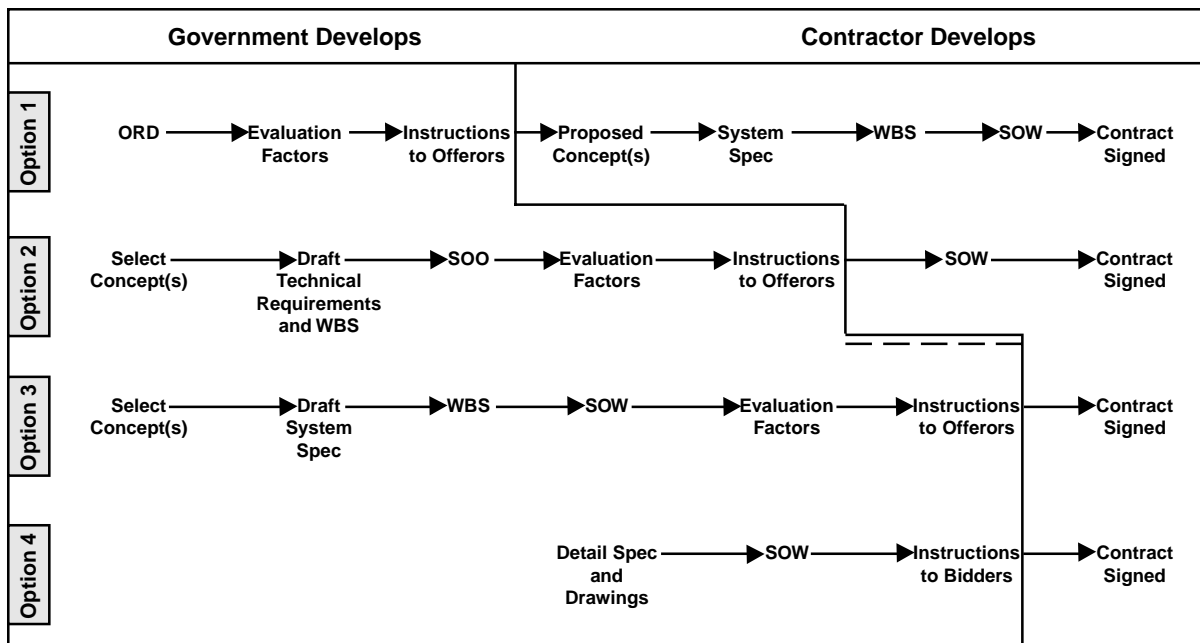 Government Develops
Contractor Develops
Option 1
ORD
Evaluation
Factors
Instructions
to Offerors
Proposed
Concept(s)
System
Spec
WBS
SOW
Contract
Signed
Option 2
Select
Concept(s)
Draft
Technical
Requirements
and WBS
SOO
Evaluation
Factors
Instructions
to Offerors
SOW
Contract
Signed
Option 3
Select
Concept(s)
Draft
System
Spec
WBS
SOW
Evaluation
Factors
Instructions
to Offerors
Contract
Signed
Option 4
Detail Spec
and
Drawings
SOW
Instructions
to Bidders
Contract
Signed